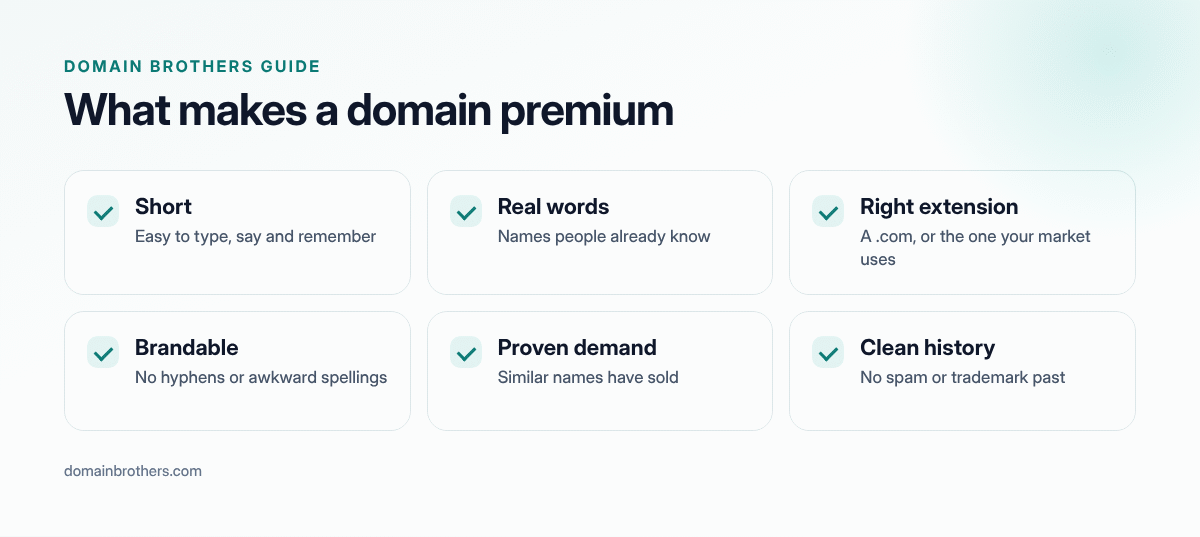 DOMAIN BROTHERS GUIDE
What makes a domain premium
Short
Easy to type, say and remember
Real words
Names people already know
Right extension
A .com, or the one your market
uses
Brandable
No hyphens or awkward spellings
Proven demand
Similar names have sold
Clean history
No spam or trademark past
domainbrothers.com